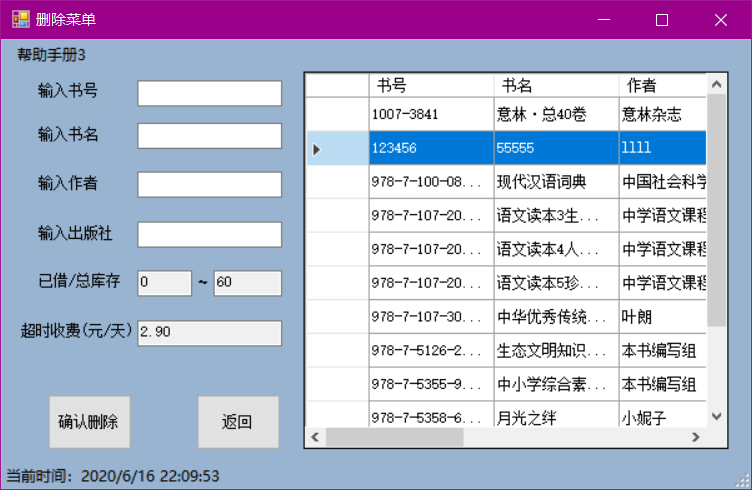 删除菜单
帮助手册3
输入书号
输入书名
输入作者
输入出版社
已借/总库存 0 ~ 60
超时收费(元/天) 2.90
确认删除 返回
书号 书名 作者
1007-3841 意林·总40卷 意林杂志
123456 55555 llll
978-7-100-08... 现代汉语词典 中国社会科学
978-7-107-20... 语文读本3生... 中学语文课程
978-7-107-20... 语文读本4人... 中学语文课程
978-7-107-20... 语文读本5珍... 中学语文课程
978-7-107-30... 中华优秀传统... 叶朗
978-7-5126-2... 生态文明知识... 本书编写组
978-7-5355-9... 中小学综合素... 本书编写组
978-7-5358-6... 月光之绊 小妮子
当前时间: 2020/6/16 22:09:53